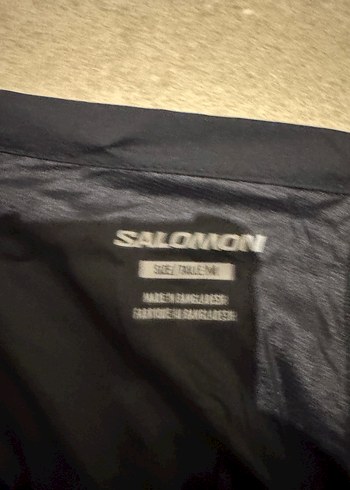 SALOMON
SIZE/ TAILLE: M
MADE IN BANGLADESH
FABRIQUE AU BANGLADESH